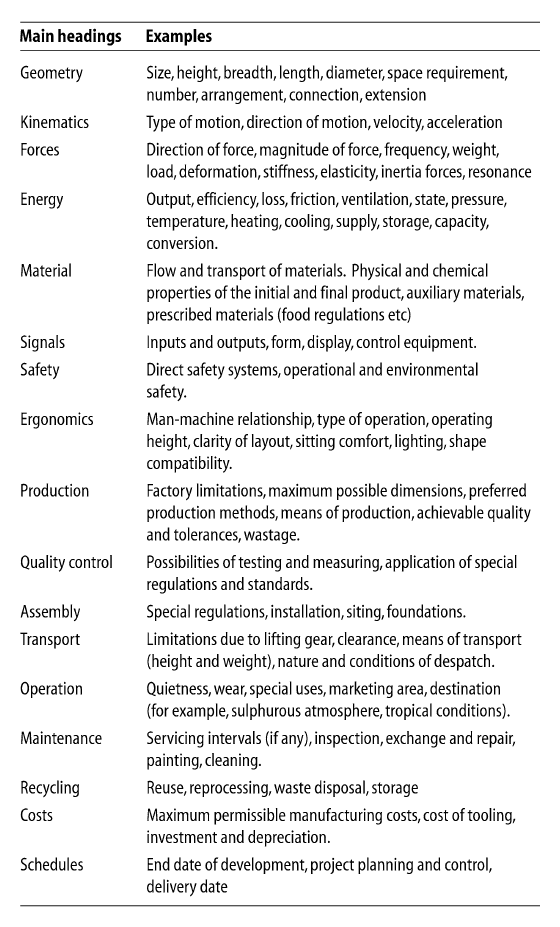 Main headings Examples
Geometry Size, height, breadth, length, diameter, space requirement,
number, arrangement, connection, extension
Kinematics Type of motion, direction of motion, velocity, acceleration
Forces Direction of force, magnitude of force, frequency, weight,
load, deformation, stiffness, elasticity, inertia forces, resonance
Energy Output, efficiency, loss, friction, ventilation, state, pressure,
temperature, heating, cooling, supply, storage, capacity,
conversion.
Material Flow and transport of materials. Physical and chemical
properties of the initial and final product, auxiliary materials,
prescribed materials (food regulations etc)
Signals Inputs and outputs, form, display, control equipment.
Safety Direct safety systems, operational and environmental
safety.
Ergonomics Man-machine relationship, type of operation, operating
height, clarity of layout, sitting comfort, lighting, shape
compatibility.
Production Factory limitations, maximum possible dimensions, preferred
production methods, means of production, achievable quality
and tolerances, wastage.
Quality control Possibilities of testing and measuring, application of special
regulations and standards.
Assembly Special regulations, installation, siting, foundations.
Transport Limitations due to lifting gear, clearance, means of transport
(height and weight), nature and conditions of despatch.
Operation Quietness, wear, special uses, marketing area, destination
(for example, sulphurous atmosphere, tropical conditions).
Maintenance Servicing intervals (if any), inspection, exchange and repair,
painting, cleaning.
Recycling Reuse, reprocessing, waste disposal, storage
Costs Maximum permissible manufacturing costs, cost of tooling,
investment and depreciation.
Schedules End date of development, project planning and control,
delivery date